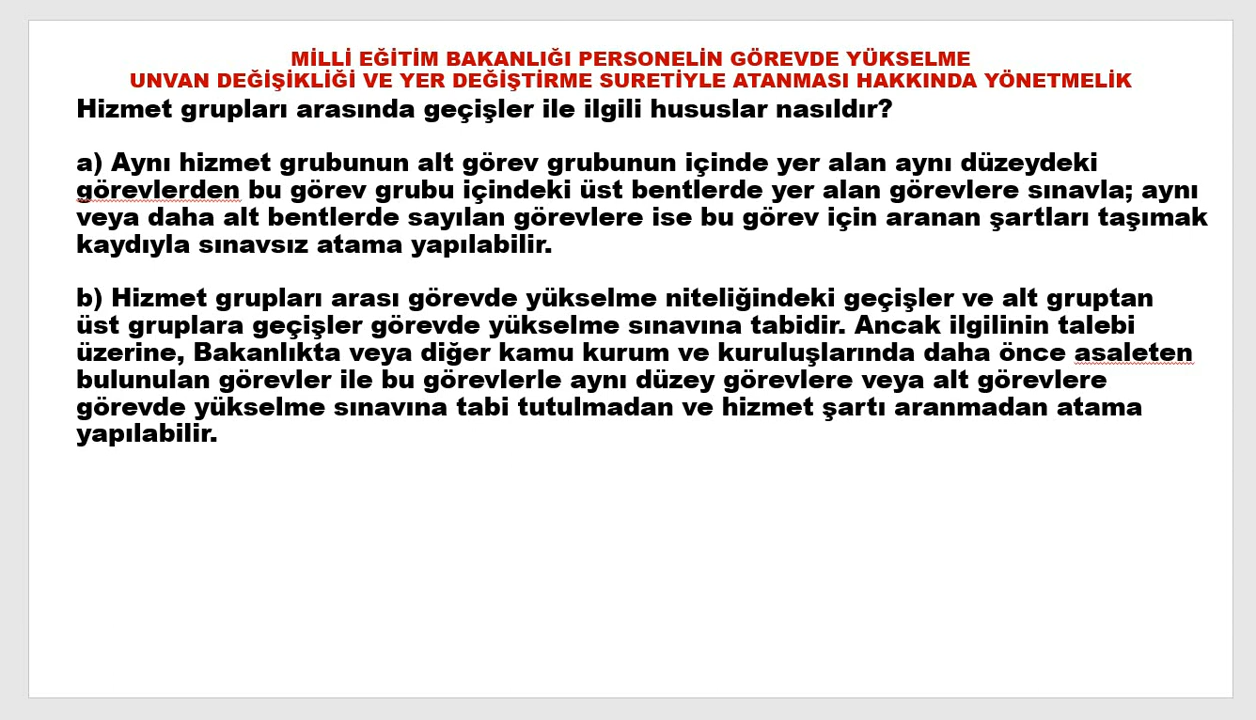 MİLLİ EĞİTİM BAKANLIĞI PERSONELİN GÖREVDE YÜKSELME
UNVAN DEĞİŞİKLİĞİ VE YER DEĞİŞTİRME SURETİYLE ATANMASI HAKKINDA YÖNETMELİK
Hizmet grupları arasında geçişler ile ilgili hususlar nasıldır?
a) Aynı hizmet grubunun alt görev grubunun içinde yer alan aynı düzeydeki
görevlerden bu görev grubu içindeki üst bentlerde yer alan görevlere sınavla; aynı
veya daha alt bentlerde sayılan görevlere ise bu görev için aranan şartları taşımak
kaydıyla sınavsız atama yapılabilir.
b) Hizmet grupları arası görevde yükselme niteliğindeki geçişler ve alt gruptan
üst gruplara geçişler görevde yükselme sınavına tabidir. Ancak ilgilinin talebi
üzerine, Bakanlıkta veya diğer kamu kurum ve kuruluşlarında daha önce asaleten
bulunulan görevler ile bu görevlerle aynı düzey görevlere veya alt görevlere
görevde yükselme sınavına tabi tutulmadan ve hizmet şartı aranmadan atama
yapılabilir.